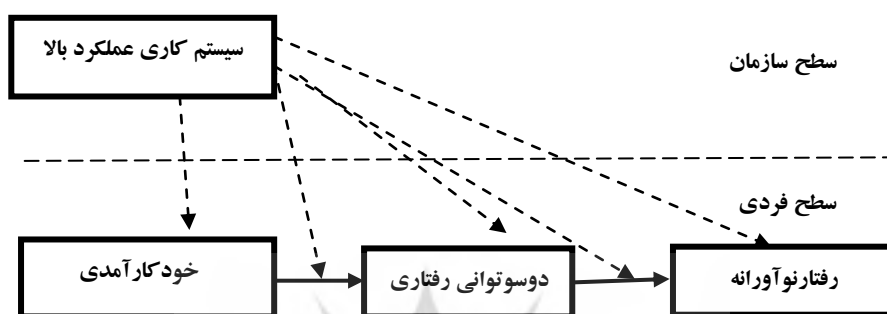 سیستم کاری عملکرد بالا
سطح سازمان
سطح فردی
خودکارآمدی
دوسوتوانی رفتاری
رفتارنوآورانه